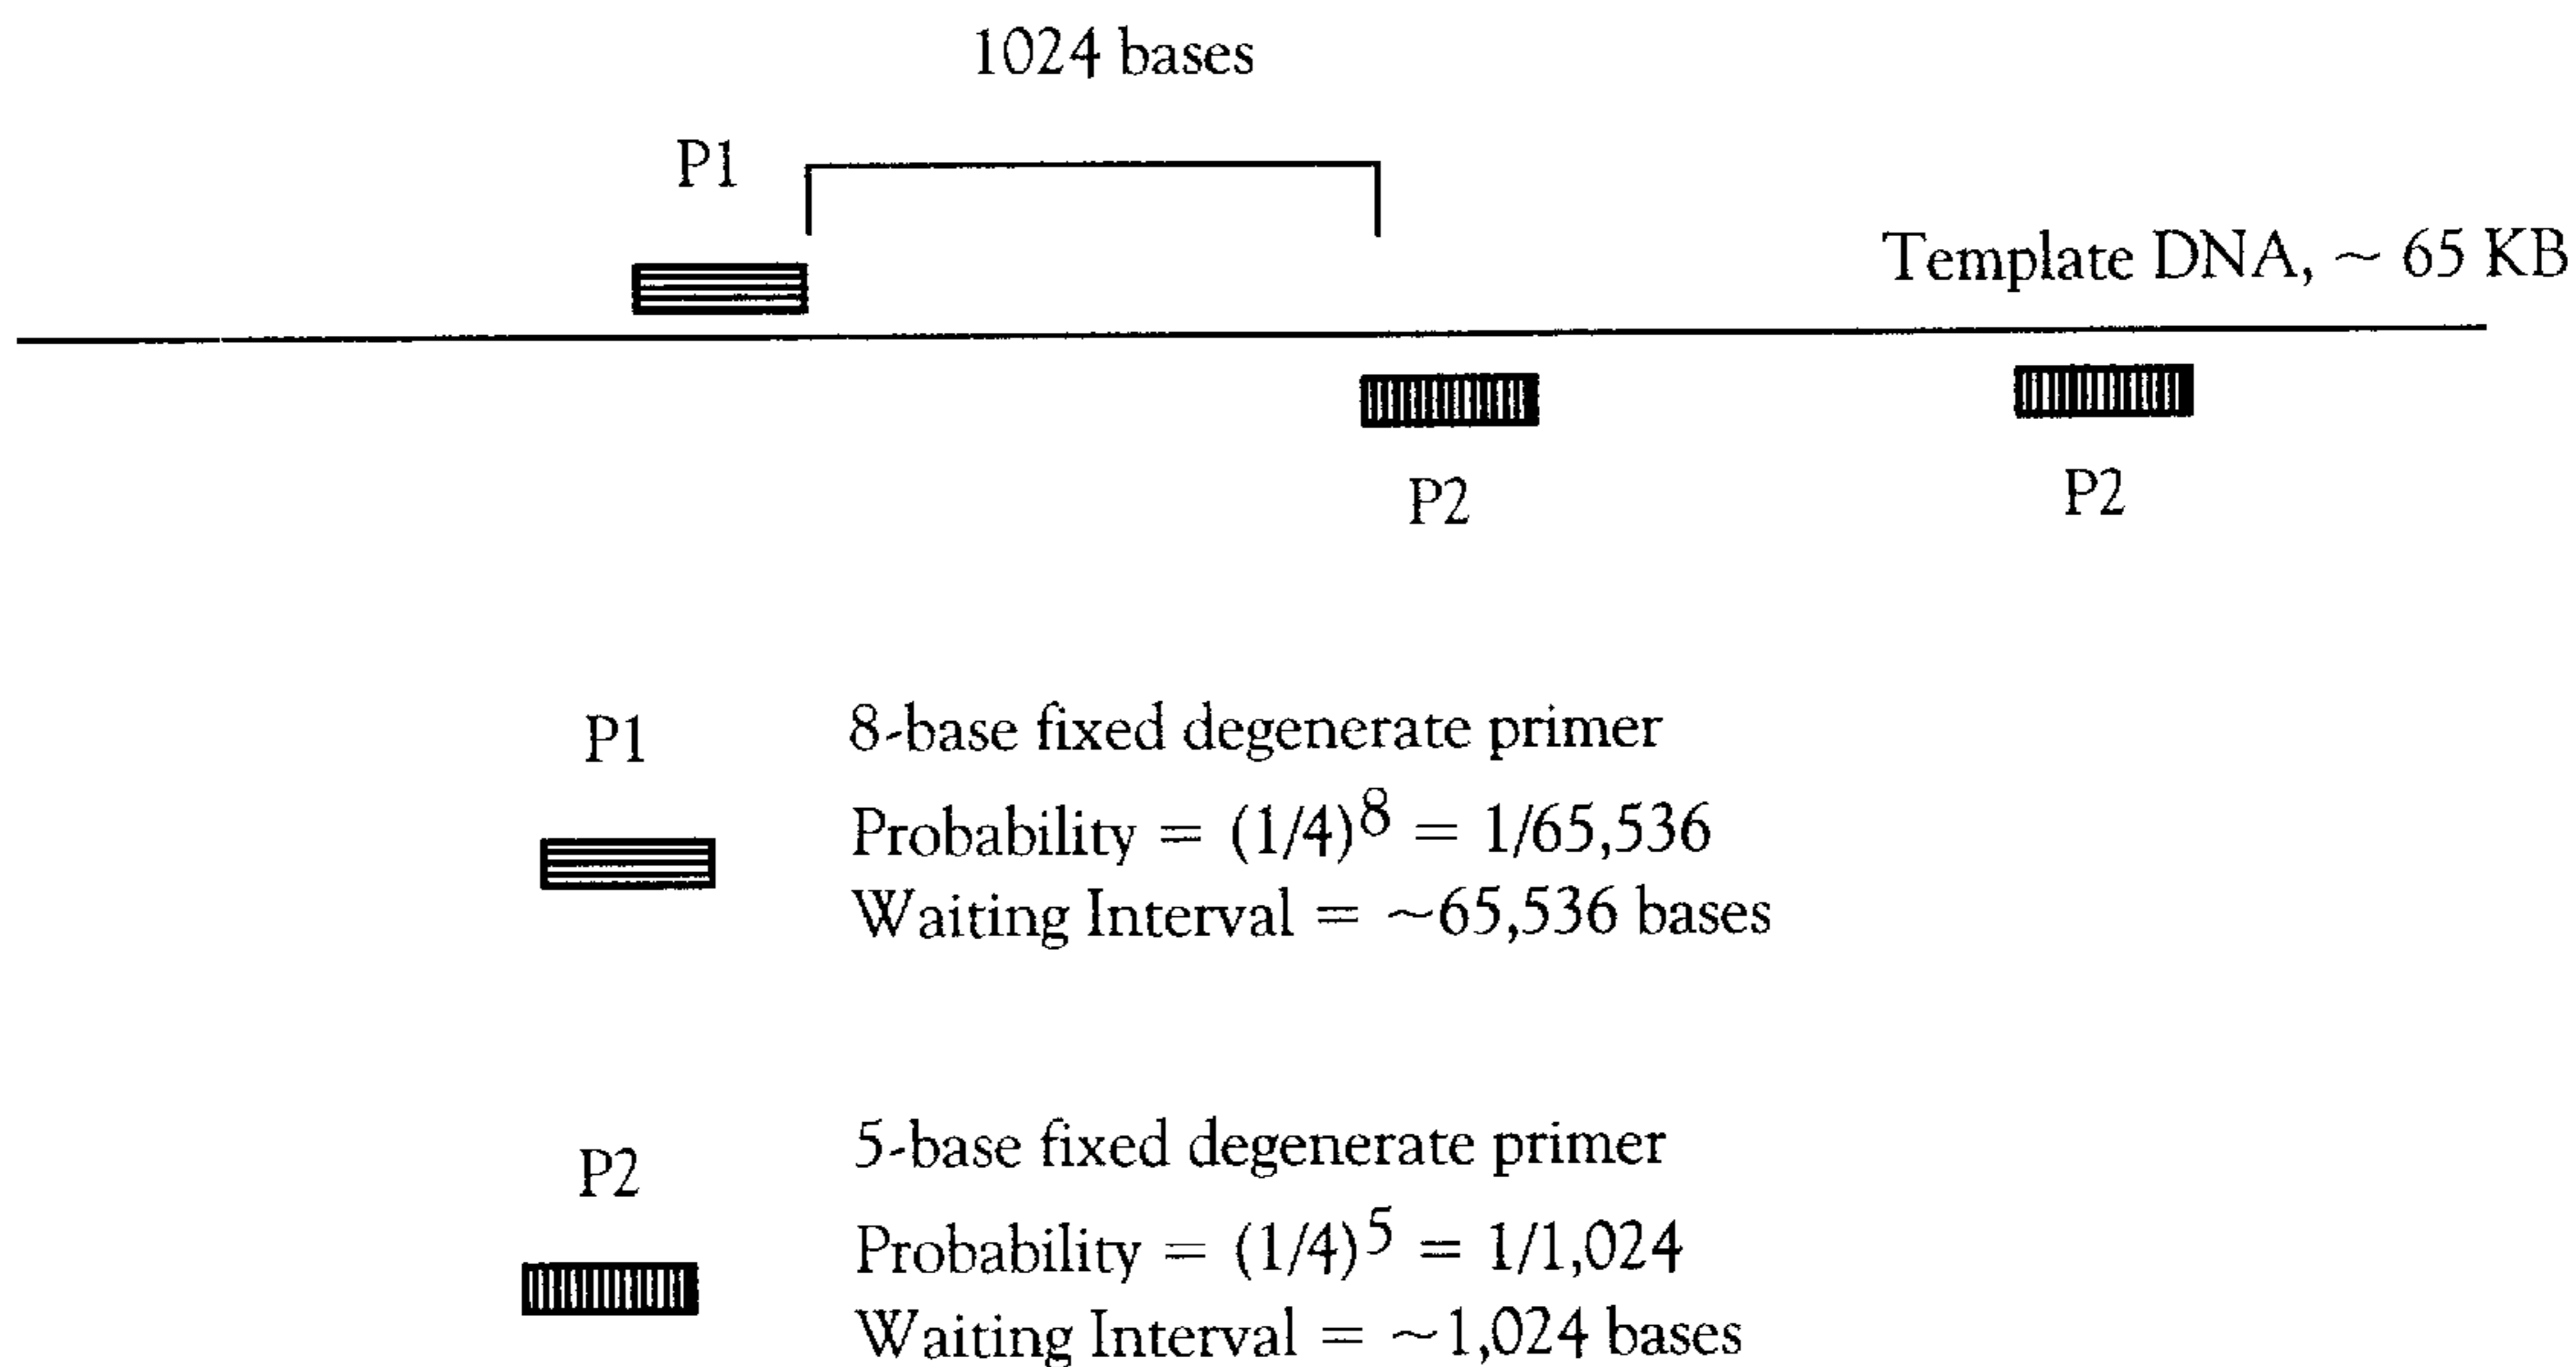 1024 bases
P1
Template DNA, ~ 65 KB
P2
P2
P1
8-base fixed degenerate primer
Probability = (1/4)^8 = 1/65,536
Waiting Interval = ~65,536 bases
P2
5-base fixed degenerate primer
Probability = (1/4)^5 = 1/1,024
Waiting Interval = ~1,024 bases